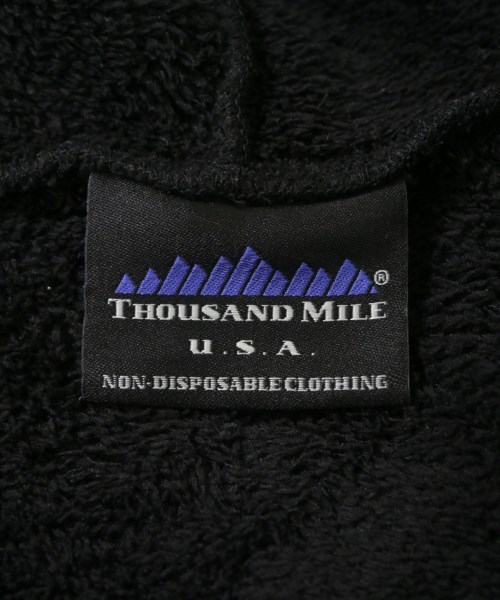 ®
THOUSAND MILE
U.S.A.
NON-DISPOSABLE CLOTHING